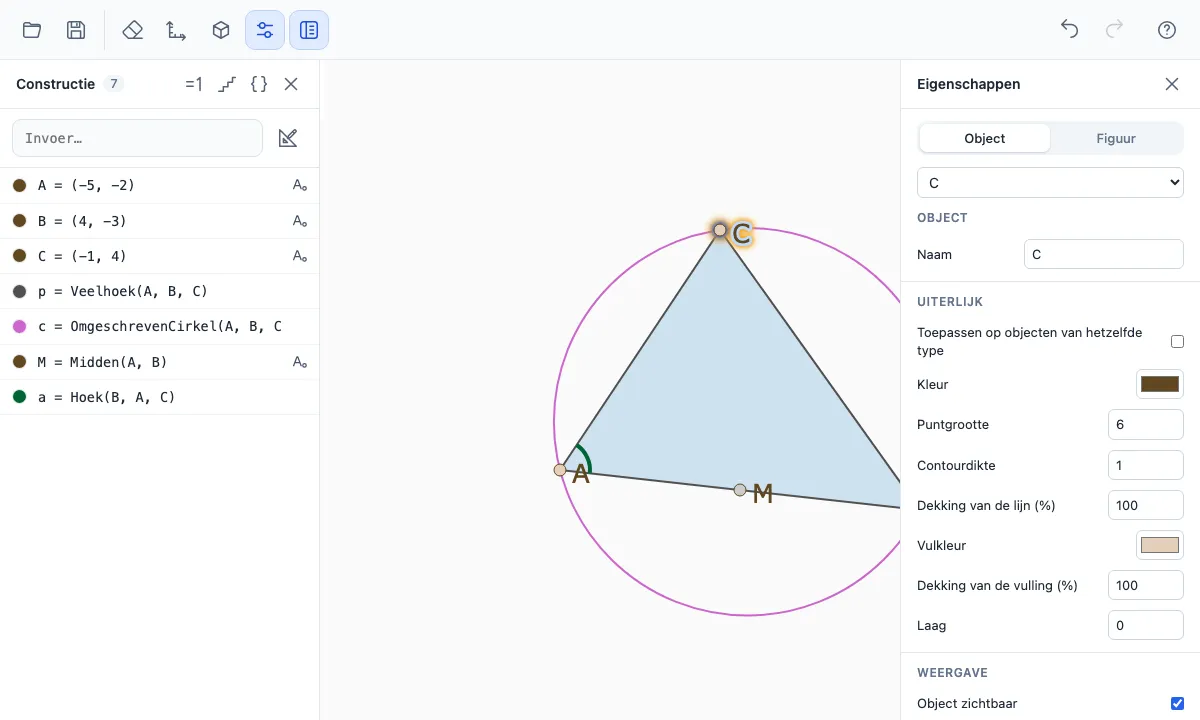 Constructie 7 =1 {}
Invoer…
A = (−5, −2)
B = (4, −3)
C = (−1, 4)
p = Veelhoek(A, B, C)
c = OmgeschrevenCirkel(A, B, C
M = Midden(A, B)
a = Hoek(B, A, C)
C
A
M
Eigenschappen
Object Figuur
C
OBJECT
Naam C
UITERLIJK
Toepassen op objecten van hetzelfde
type
Kleur
Puntgrootte 6
Contourdikte 1
Dekking van de lijn (%) 100
Vulkleur
Dekking van de vulling (%) 100
Laag 0
WEERGAVE
Object zichtbaar